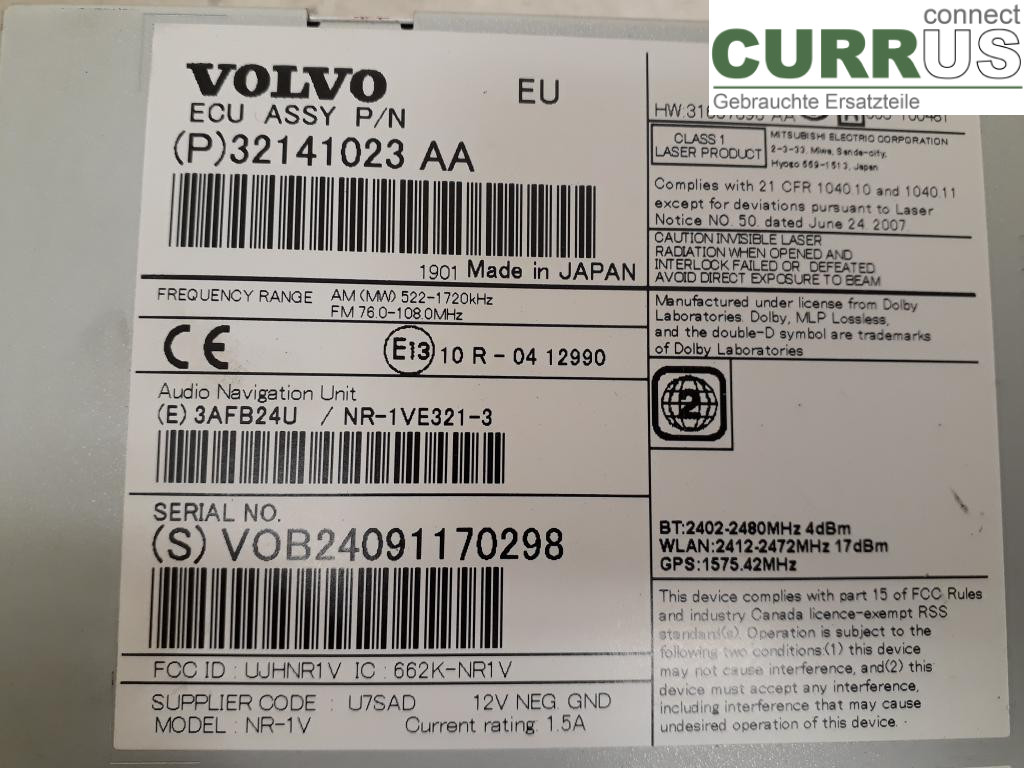 connect
CURRUS
Gebrauchte Ersatzteile
VOLVO
EU
ECU ASSY P/N
(P)32141023 AA
1901 Made in JAPAN
FREQUENCY RANGE AM (MW) 522-1720kHz
FM 76.0-108.0MHz
CE E13 10 R - 04 12990
Audio Navigation Unit
(E) 3AFB24U / NR-1VE321-3
SERIAL NO.
(S) VOB24091170298
FCC ID : UJHNR1V IC : 662K-NR1V
SUPPLIER CODE : U7SAD 12V NEG. GND
MODEL : NR-1V Current rating: 1.5A
CLASS 1
LASER PRODUCT
MITSUBISHI ELECTRIC CORPORATION
2-3-33, Miwa, Sanda-city,
Hyogo 669-1513, Japan
Complies with 21 CFR 1040.10 and 1040.11
except for deviations pursuant to Laser
Notice NO. 50, dated June 24, 2007
CAUTION INVISIBLE LASER
RADIATION WHEN OPENED AND
INTERLOCK FAILED OR DEFEATED
AVOID DIRECT EXPOSURE TO BEAM
Manufactured under license from Dolby
Laboratories. Dolby, MLP Lossless,
and the double-D symbol are trademarks
of Dolby Laboratories
2
BT:2402-2480MHz 4dBm
WLAN:2412-2472MHz 17dBm
GPS:1575.42MHz
This device complies with part 15 of FCC Rules
and industry Canada licence-exempt RSS
standard(s). Operation is subject to the
following two conditions:(1) this device
may not cause interference, and(2) this
device must accept any interference,
including interference that may cause
undesired operation of this device.